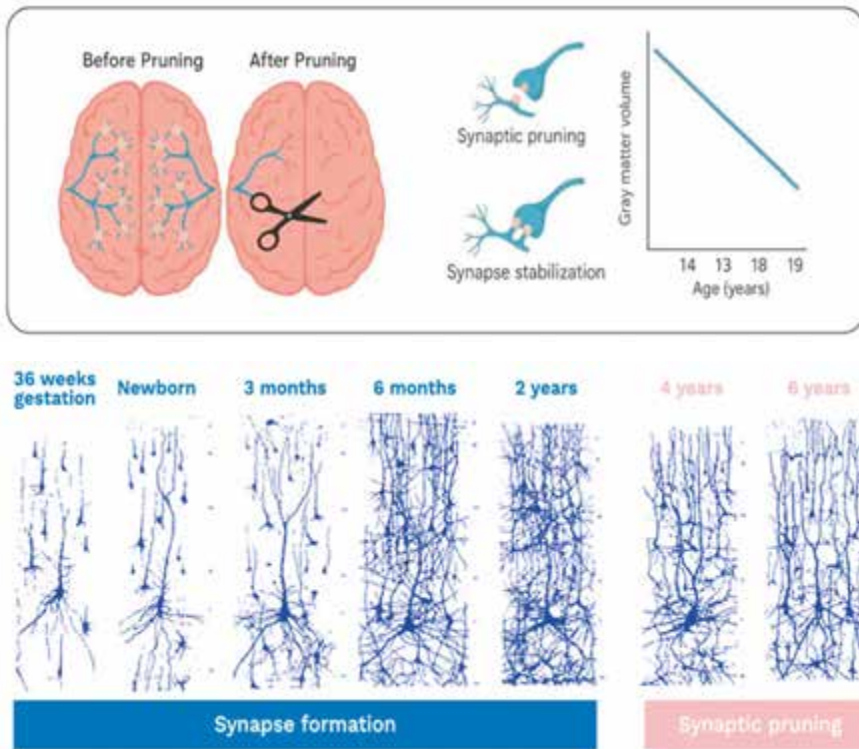 Before Pruning After Pruning
Synaptic pruning
Synapse stabilization
Gray matter volume
14 13 18 19
Age (years)
36 weeks gestation Newborn 3 months 6 months 2 years 4 years 6 years
Synapse formation Synaptic pruning